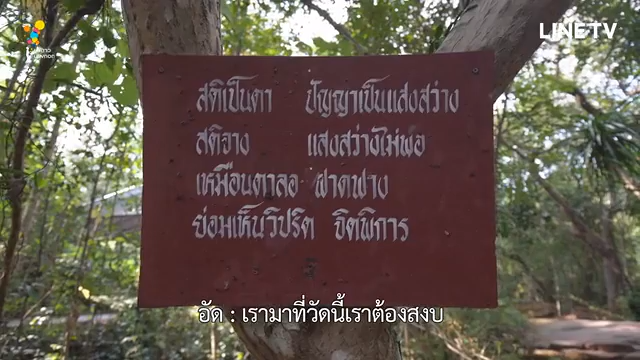 LINETV
สติเป็นตา ปัญญาเป็นแสงสว่าง
สติจาง แสงสว่างไม่พอ
เหมือนตาลอ ฝาดฟาง
ย่อมเห็นวิปริต จิตพิการ
อัด : เรามาที่วัดนี้เราต้องสงบ